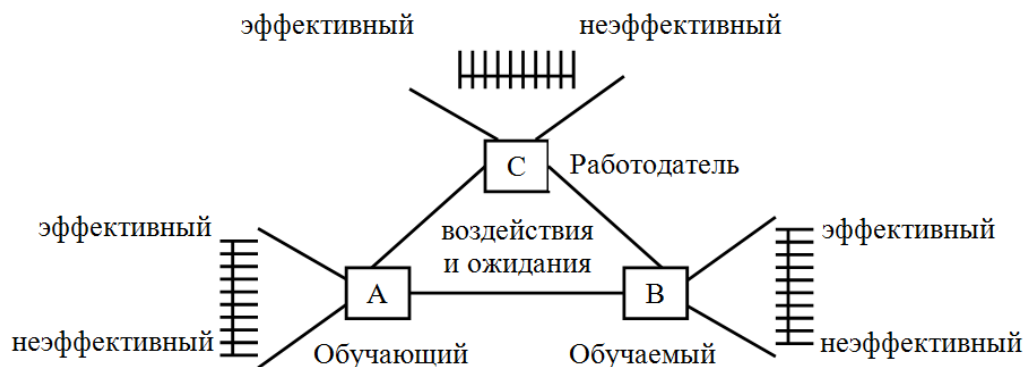 эффективный
неэффективный
С
Работодатель
эффективный
воздействия
и ожидания
эффективный
А
В
неэффективный
неэффективный
Обучающий
Обучаемый